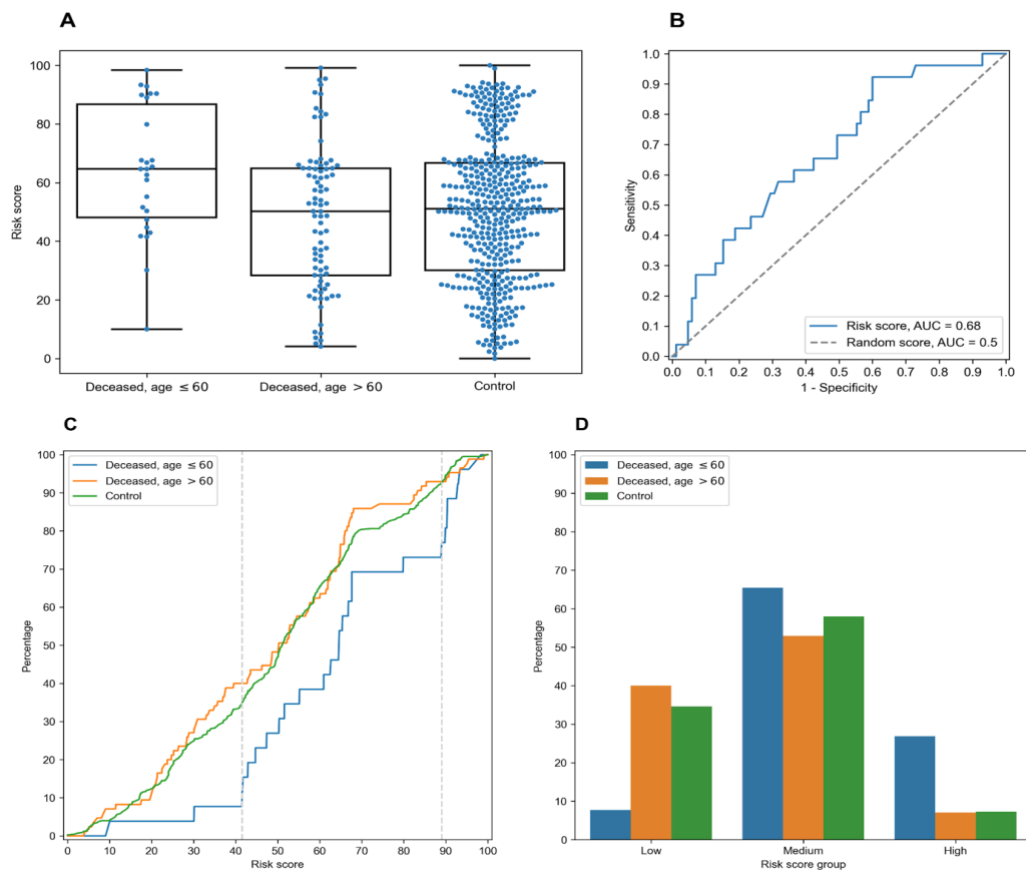 A
Risk score
100
80
60
40
20
0
Deceased, age ≤ 60
Deceased, age > 60
Control
B
Sensitivity
1.0
0.9
0.8
0.7
0.6
0.5
0.4
0.3
0.2
0.1
0.0
Risk score, AUC = 0.68
Random score, AUC = 0.5
0.0 0.1 0.2 0.3 0.4 0.5 0.6 0.7 0.8 0.9 1.0
1 - Specificity
C
Percentage
100
90
80
70
60
50
40
30
20
10
0
Deceased, age ≤ 60
Deceased, age > 60
Control
0 10 20 30 40 50 60 70 80 90 100
Risk score
D
Percentage
100
90
80
70
60
50
40
30
20
10
0
Deceased, age ≤ 60
Deceased, age > 60
Control
Low Medium High
Risk score group